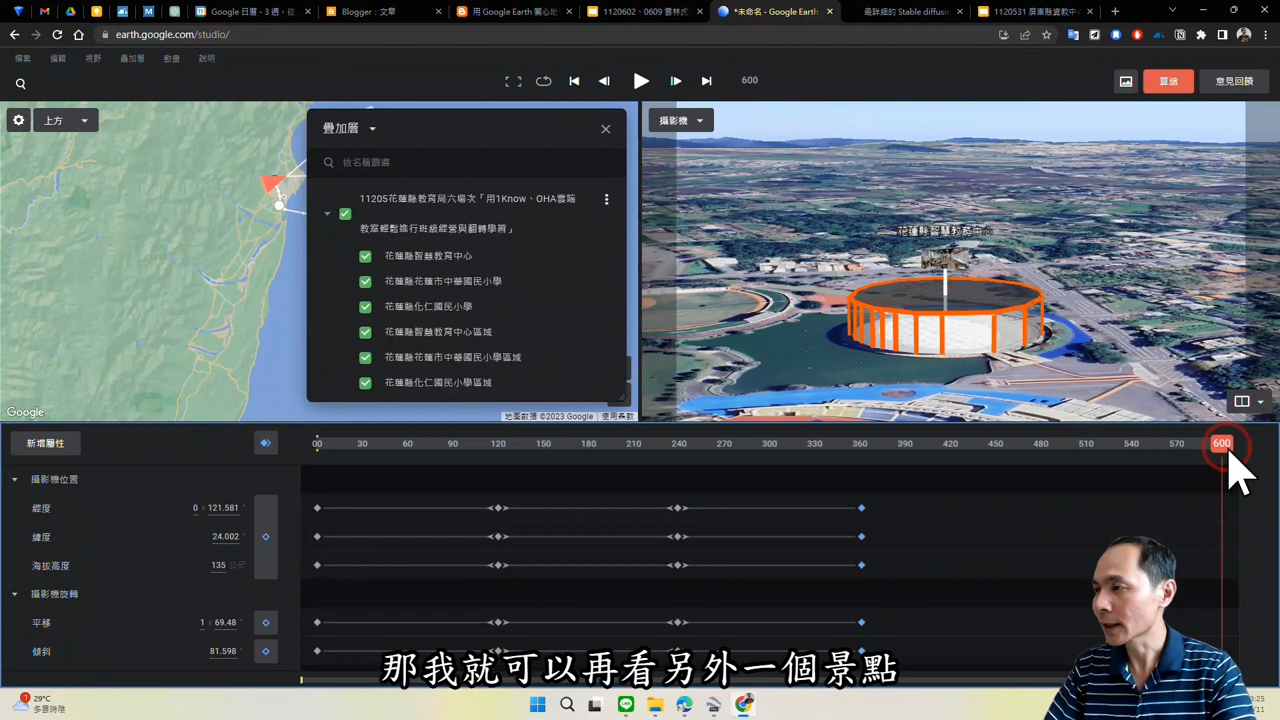 Google 日曆 - 3 週，從
Blogger：文章
用 Google Earth 關心地
1120602、0609 雲林虎
*未命名 - Google Earth
最詳細的 Stable diffusi
1120531 屏東縣資教中
earth.google.com/studio/
檔案 編輯 視野 疊加層 動畫 說明
600
算繪
意見回饋
上方
疊加層
依名稱篩選
11205花蓮縣教育局六場次「用1Know、OHA雲端
教室輕鬆進行班級經營與翻轉學習」
花蓮縣智慧教育中心
花蓮縣花蓮市中華國民小學
花蓮縣化仁國民小學
花蓮縣智慧教育中心區域
花蓮縣花蓮市中華國民小學區域
花蓮縣化仁國民小學區域
Google
地圖數據 ©2023 Google
使用條款
攝影機
花蓮縣智慧教育中心
新增屬性
00 30 60 90 120 150 180 210 240 270 300 330 360 390 420 450 480 510 540 570 600
攝影機位置
經度 0 x 121.581 °
緯度 24.002 °
海拔高度 135 公尺
攝影機旋轉
平移 1 x 69.48 °
傾斜 81.598 °
那我就可以再看另外一個景點
1
29°C
多雲時陰